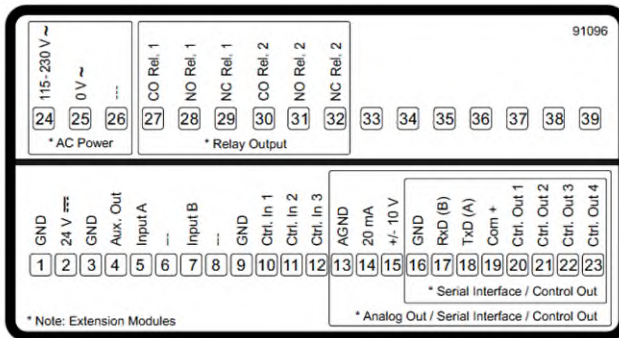 91096
115 - 230 V ~
0 V ~
---
CO Rel. 1
NO Rel. 1
NC Rel. 1
CO Rel. 2
NO Rel. 2
NC Rel. 2
24 25 26 27 28 29 30 31 32 33 34 35 36 37 38 39
* AC Power
* Relay Output
GND
24 V ⎓
GND
Aux. Out
Input A
---
Input B
---
GND
Ctrl. In 1
Ctrl. In 2
Ctrl. In 3
AGND
20 mA
+/- 10 V
GND
RxD (B)
TxD (A)
Com +
Ctrl. Out 1
Ctrl. Out 2
Ctrl. Out 3
Ctrl. Out 4
1 2 3 4 5 6 7 8 9 10 11 12 13 14 15 16 17 18 19 20 21 22 23
* Serial Interface / Control Out
* Note: Extension Modules
* Analog Out / Serial Interface / Control Out